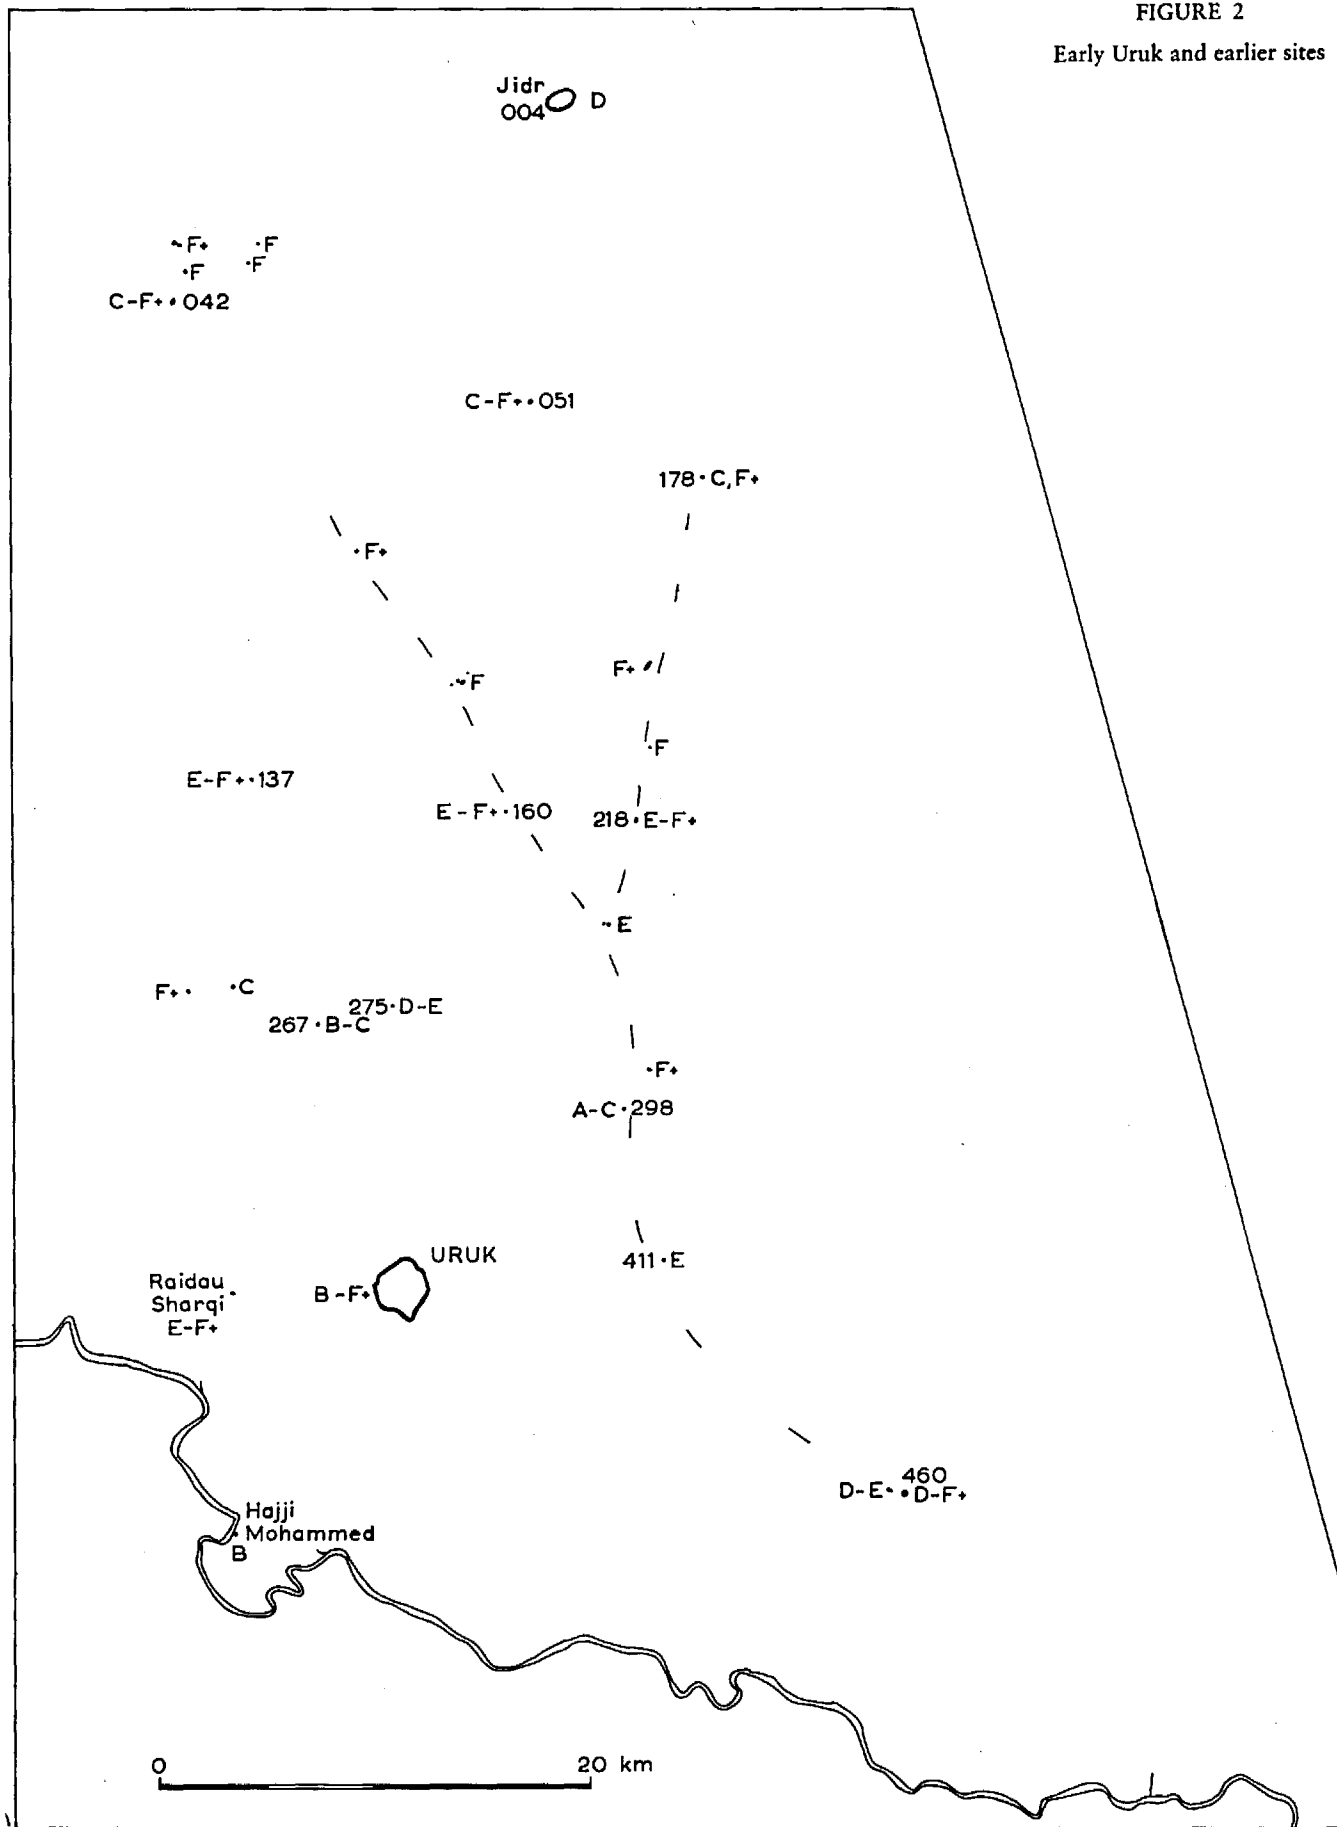 FIGURE 2
Early Uruk and earlier sites
Jidr
004 D
F+ F
F F
C-F+ 042
C-F+ 051
178 C, F+
F+
F+
F
F
E-F+ 137
E-F+ 160
218 E-F+
E
F+ C
275 D-E
267 B-C
F+
A-C 298
URUK
411 E
Raidau
Sharqi
E-F+
B-F+
460
D-E D-F+
Hajji
Mohammed
B
0 20 km